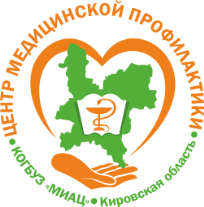 ЦЕНТР МЕДИЦИНСКОЙ ПРОФИЛАКТИКИ
• КОГБУЗ «МИАЦ» • Кировская область •